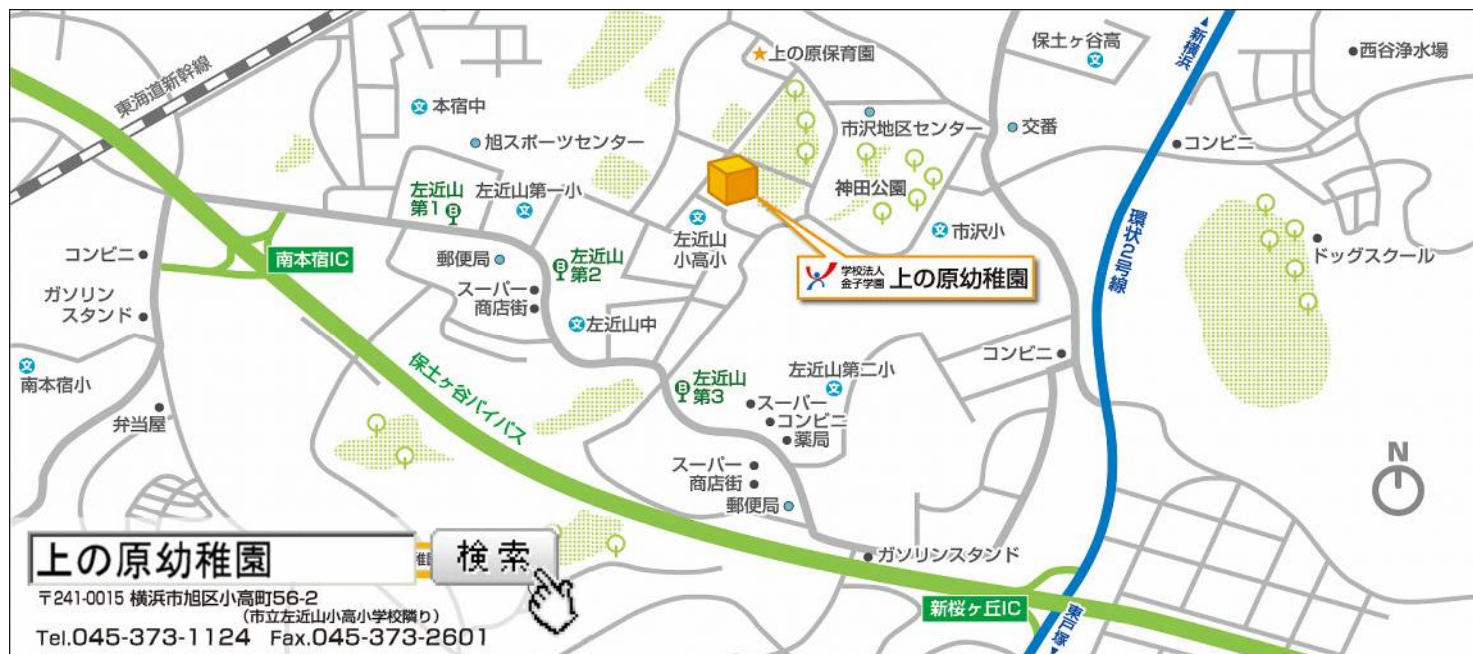 東海道新幹線
本宿中
旭スポーツセンター
上の原保育園
保土ヶ谷高
新横浜
西谷浄水場
市沢地区センター
交番
コンビニ
左近山
第1
左近山第一小
神田公園
左近山
小高小
市沢小
環状2号線
ドッグスクール
コンビニ
南本宿IC
郵便局
左近山
第2
学校法人
金子学園
上の原幼稚園
ガソリン
スタンド
スーパー
商店街
左近山中
南本宿小
保土ヶ谷バイパス
左近山
第3
左近山第二小
コンビニ
弁当屋
スーパー
コンビニ
薬局
スーパー
商店街
郵便局
N
ガソリンスタンド
新桜ヶ丘IC
東戸塚
上の原幼稚園
検索
〒241-0015 横浜市旭区小高町56-2
(市立左近山小高小学校隣り)
Tel.045-373-1124 Fax.045-373-2601